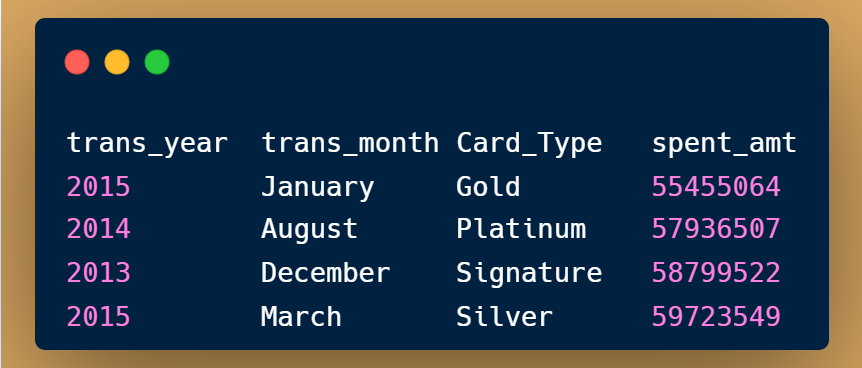 trans_year trans_month Card_Type spent_amt
2015 January Gold 55455064
2014 August Platinum 57936507
2013 December Signature 58799522
2015 March Silver 59723549